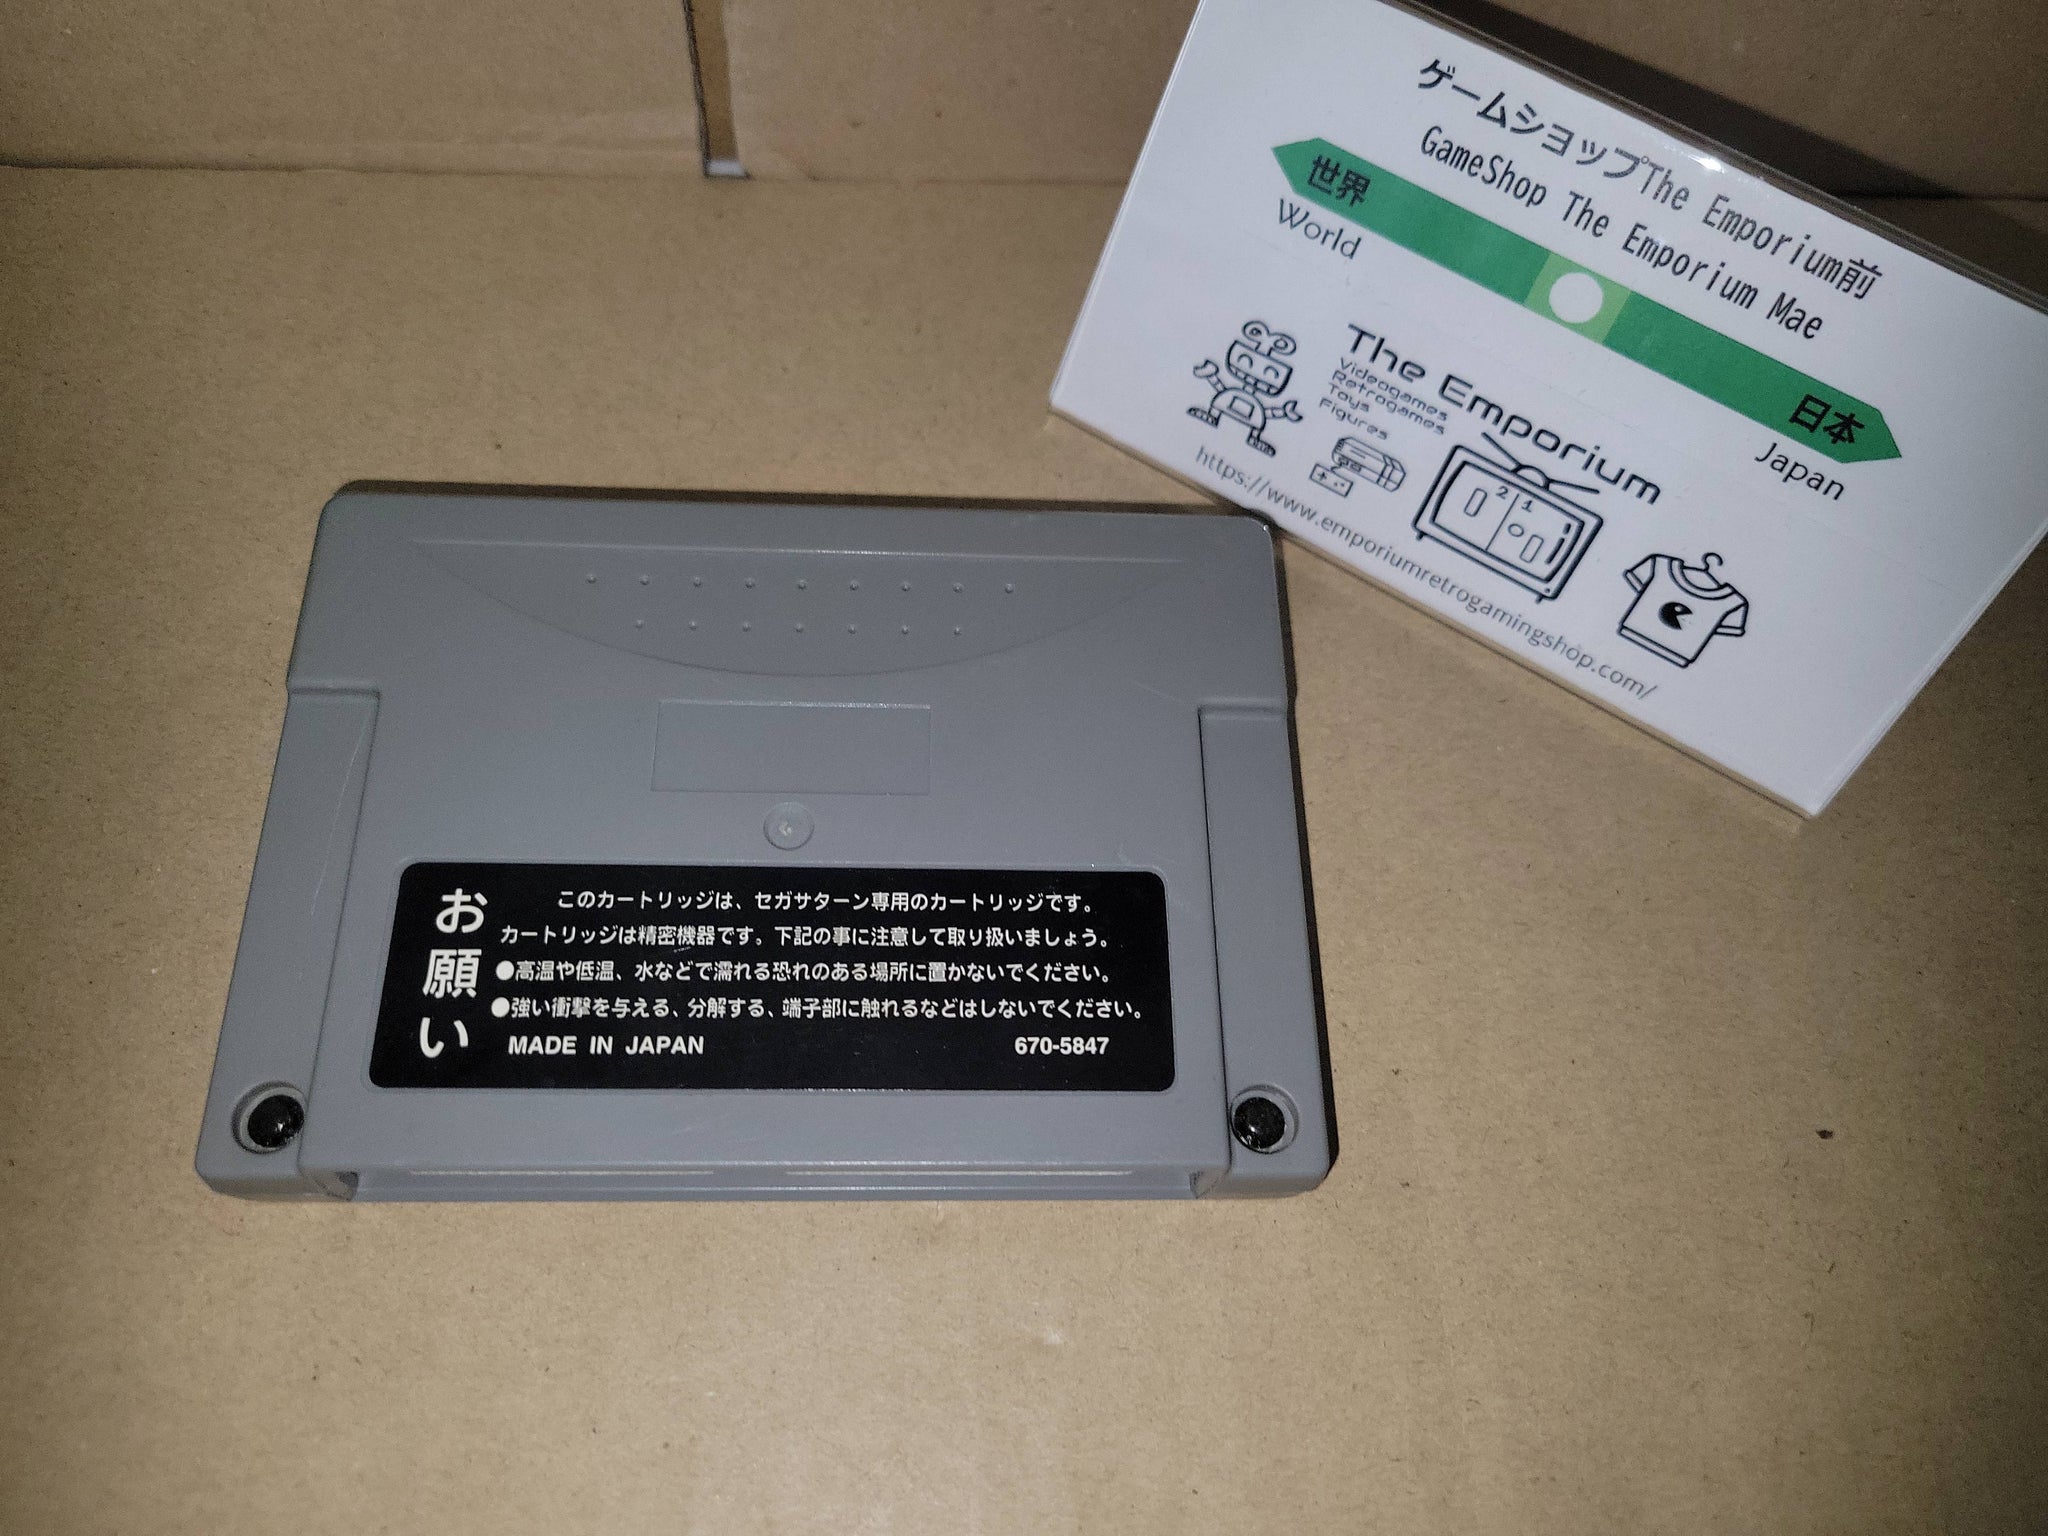 ゲームショップThe Emporium前
GameShop The Emporium Mae
世界
World
日本
Japan
The Emporium
Videogames
Retrogames
Toys
Figures
2 1
https://www.emporiumretrogamingshop.com/
お願い
このカートリッジは、セガサターン専用のカートリッジです。
カートリッジは精密機器です。下記の事に注意して取り扱いましょう。
●高温や低温、水などで濡れる恐れのある場所に置かないでください。
●強い衝撃を与える、分解する、端子部に触れるなどはしないでください。
MADE IN JAPAN 670-5847